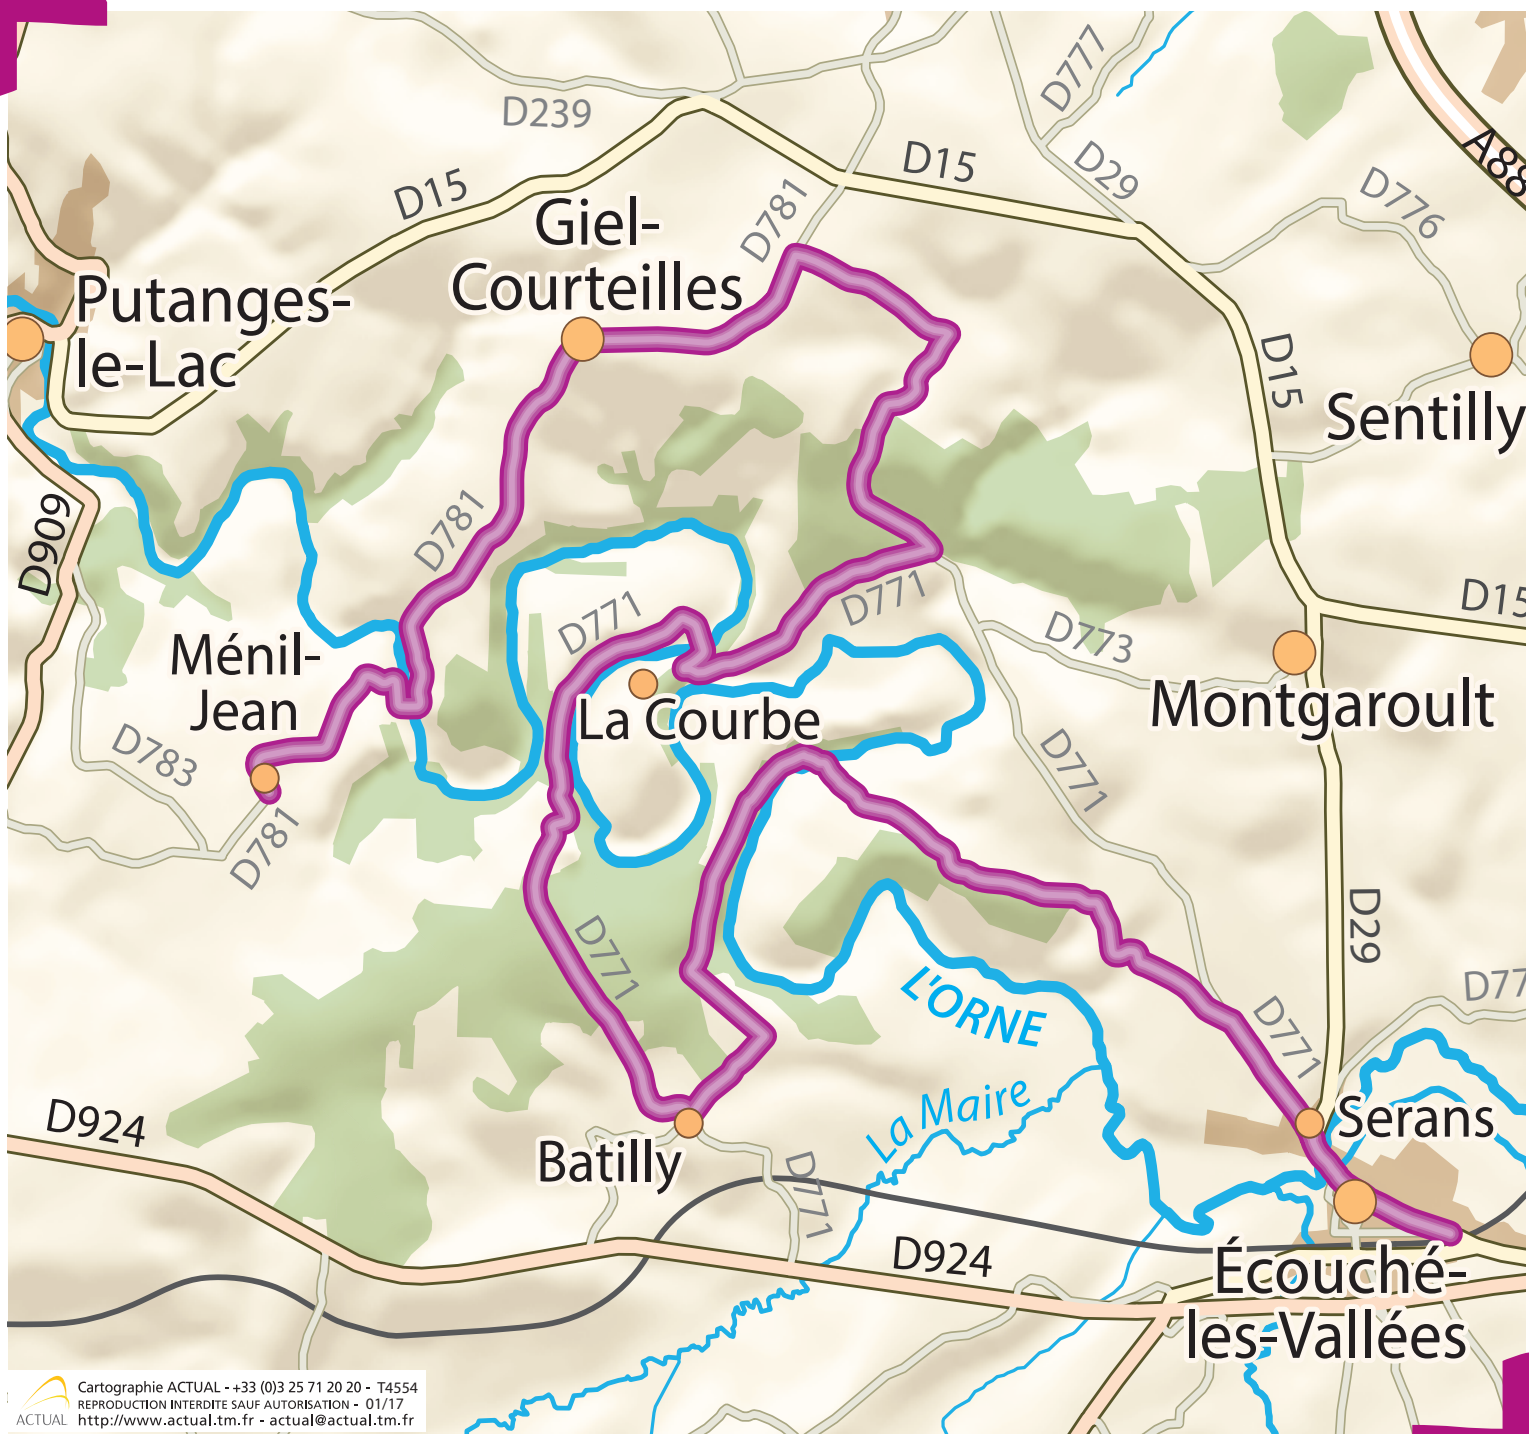 D777
D239
A88
D15
D29
D15
D776
D781
Giel-
Courteilles
Putanges-
le-Lac
D15
Sentilly
D781
D909
D771
D771
D15
D773
Ménil-
Jean
La Courbe
Montgaroult
D783
D771
D781
D29
D771
L'ORNE
D77
D771
La Maire
D924
Serans
Batilly
D771
D924
Écouché-
les-Vallées
ACTUAL
Cartographie ACTUAL - +33 (0)3 25 71 20 20 - T4554
REPRODUCTION INTERDITE SAUF AUTORISATION - 01/17
http://www.actual.tm.fr - actual@actual.tm.fr